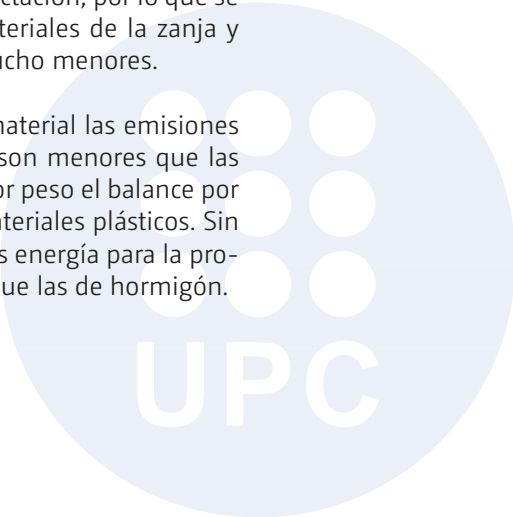 ctación, por lo que se
teriales de la zanja y
ucho menores.
material las emisiones
son menores que las
or peso el balance por
ateriales plásticos. Sin
s energía para la pro-
ue las de hormigón.
UPC